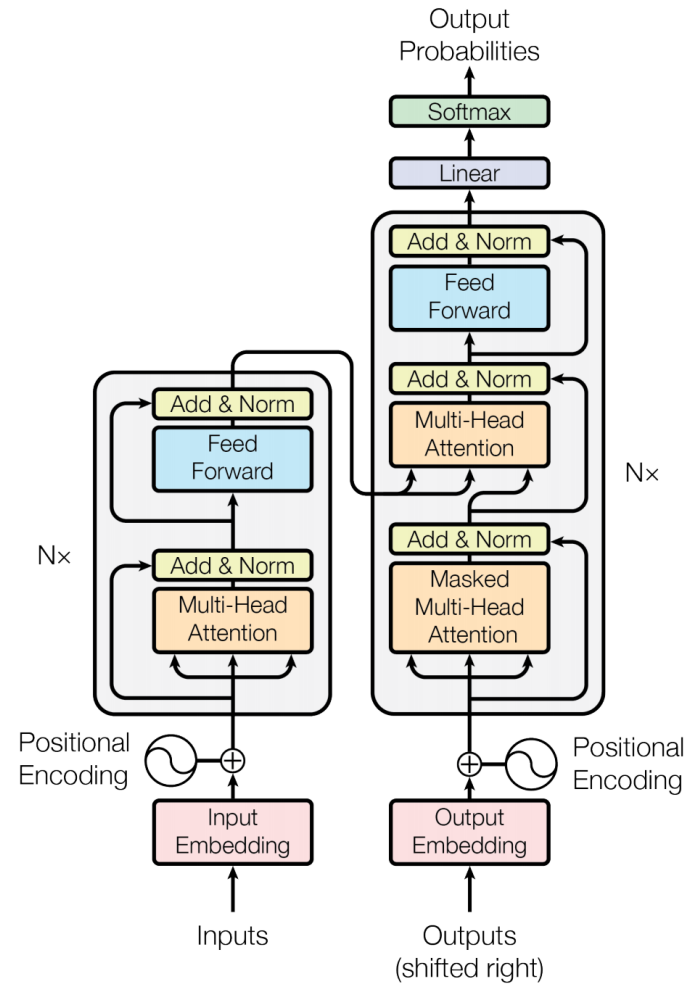 Output
Probabilities
Softmax
Linear
Add & Norm
Feed
Forward
Add & Norm
Multi-Head
Attention
Nx
Add & Norm
Masked
Multi-Head
Attention
Add & Norm
Feed
Forward
Nx
Add & Norm
Multi-Head
Attention
Positional
Encoding
Positional
Encoding
Input
Embedding
Output
Embedding
Inputs
Outputs
(shifted right)